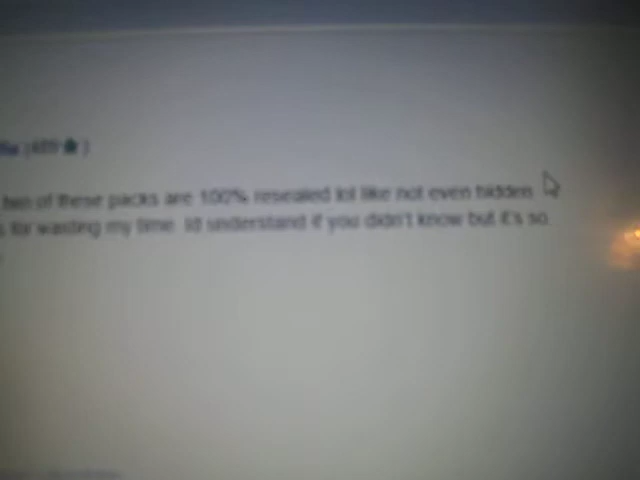 two of these packs are 100% resealed lol like not even hidden
for wasting my time. Id understand if you didn't know but it's so